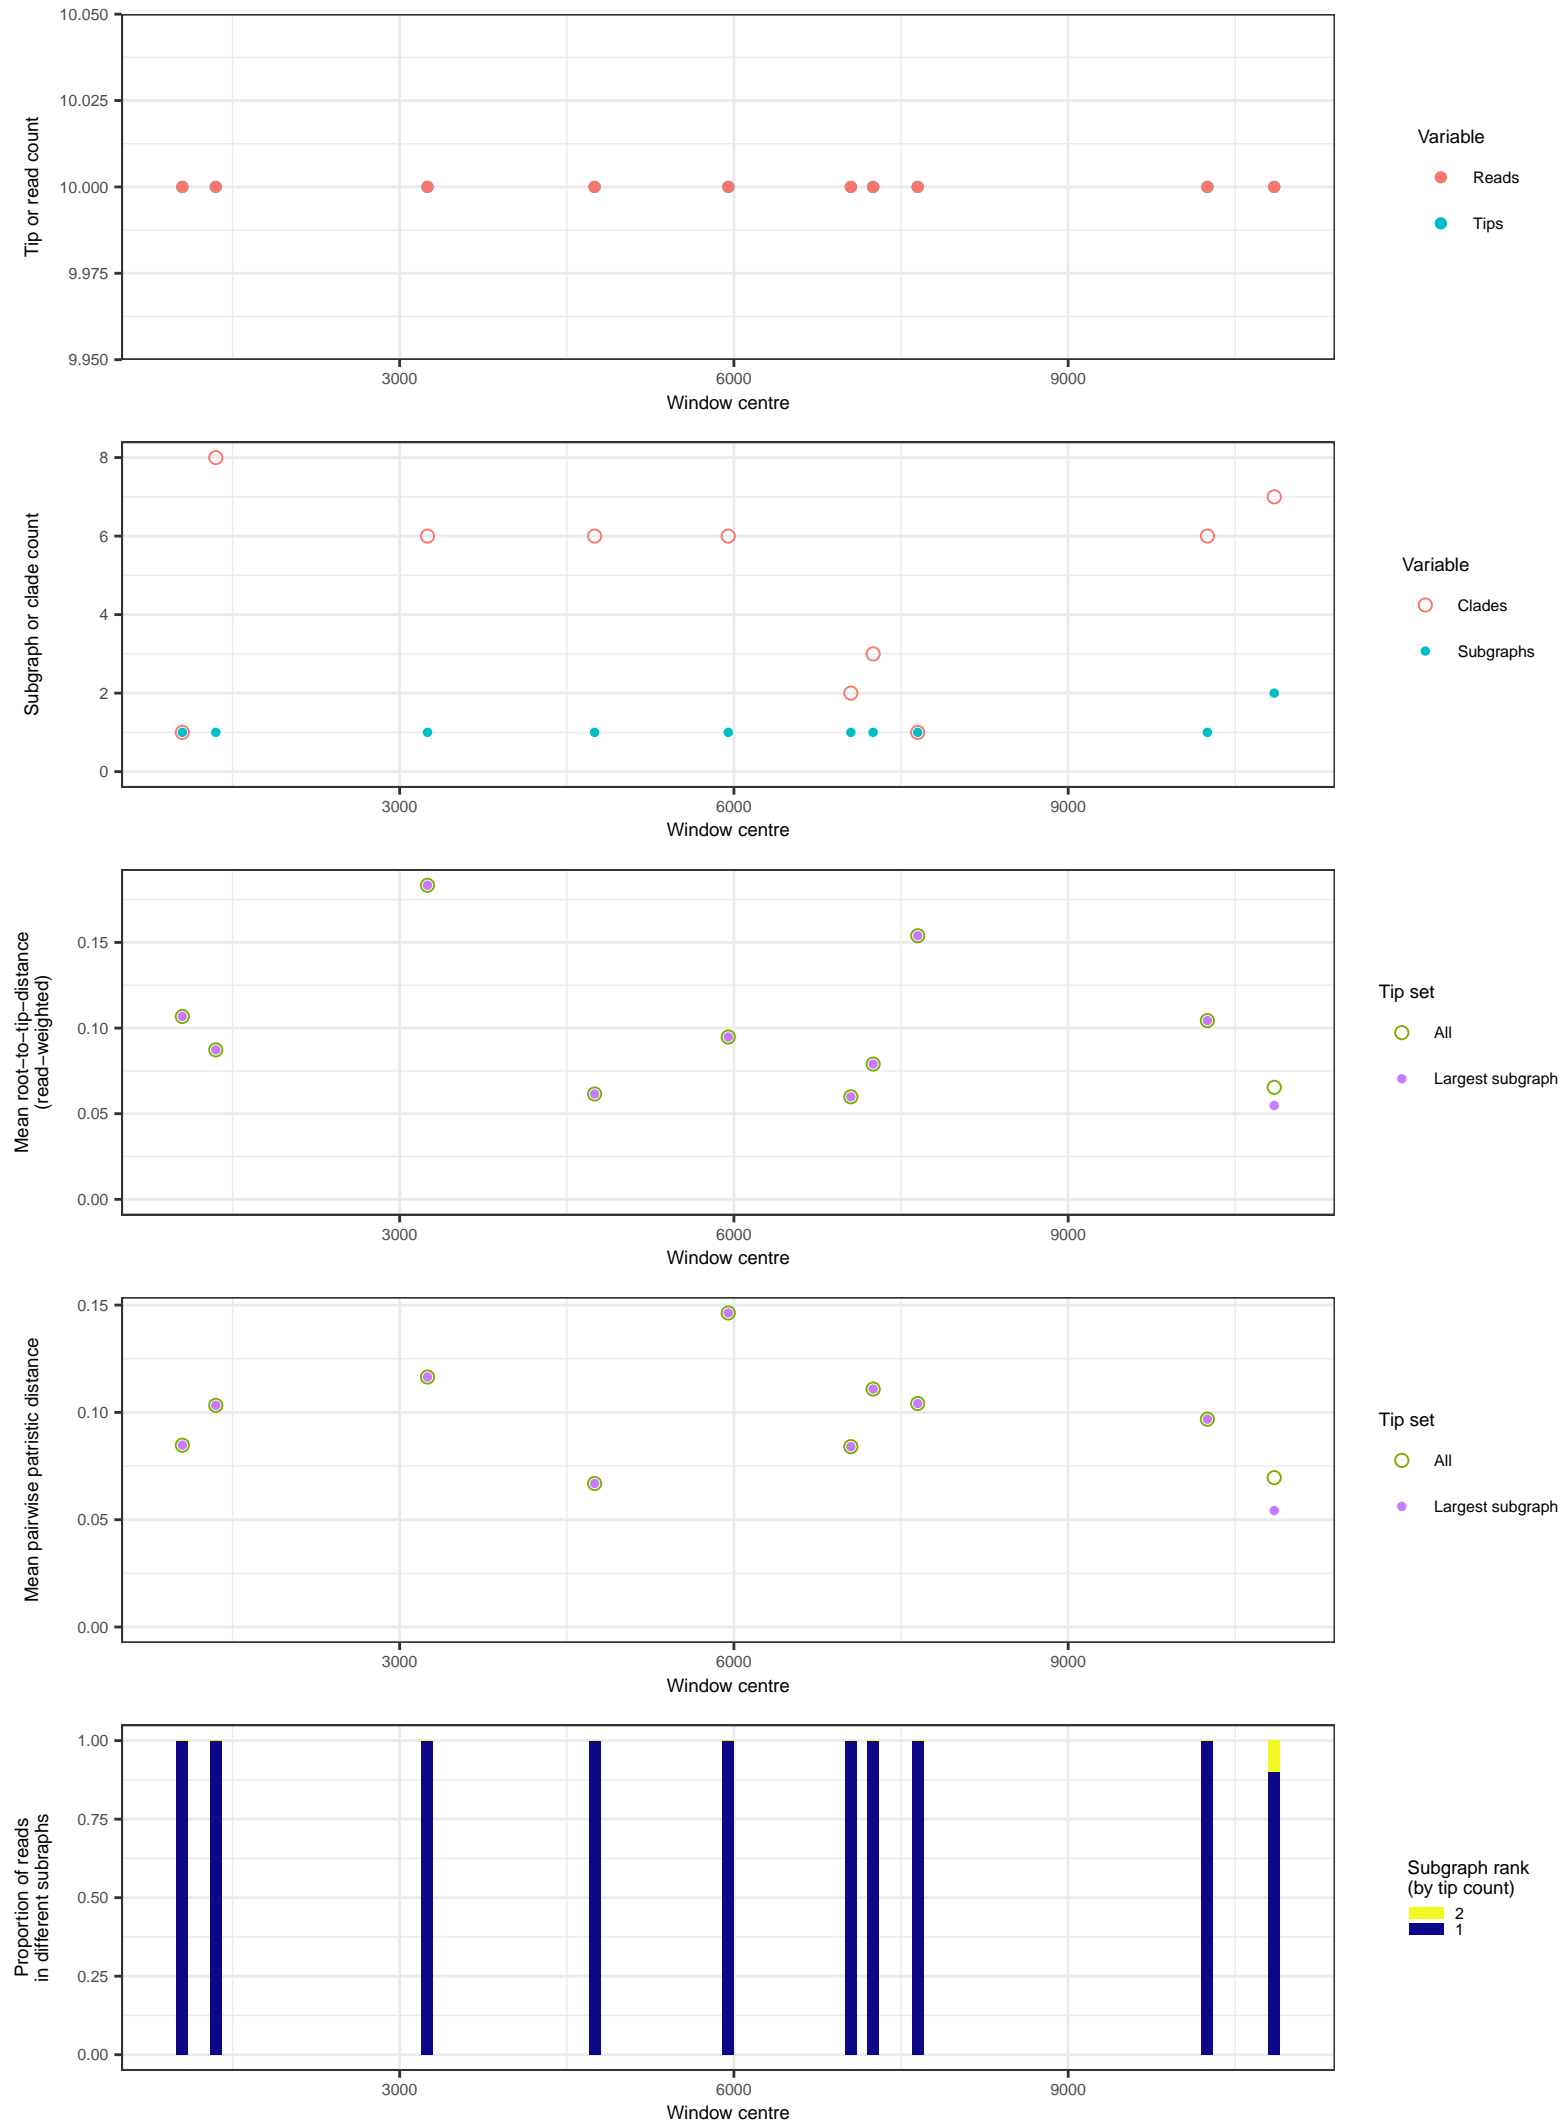 10.050
10.025
10.000
9.975
9.950
Tip or read count
3000
6000
9000
Window centre
Variable
Reads
Tips
8
6
4
2
0
Subgraph or clade count
3000
6000
9000
Window centre
Variable
Clades
Subgraphs
0.15
0.10
0.05
0.00
Mean root−to−tip−distance
(read−weighted)
3000
6000
9000
Window centre
Tip set
All
Largest subgraph
0.15
0.10
0.05
0.00
Mean pairwise patristic distance
3000
6000
9000
Window centre
Tip set
All
Largest subgraph
1.00
0.75
0.50
0.25
0.00
Proportion of reads
in different subraphs
3000
6000
9000
Window centre
Subgraph rank
(by tip count)
2
1